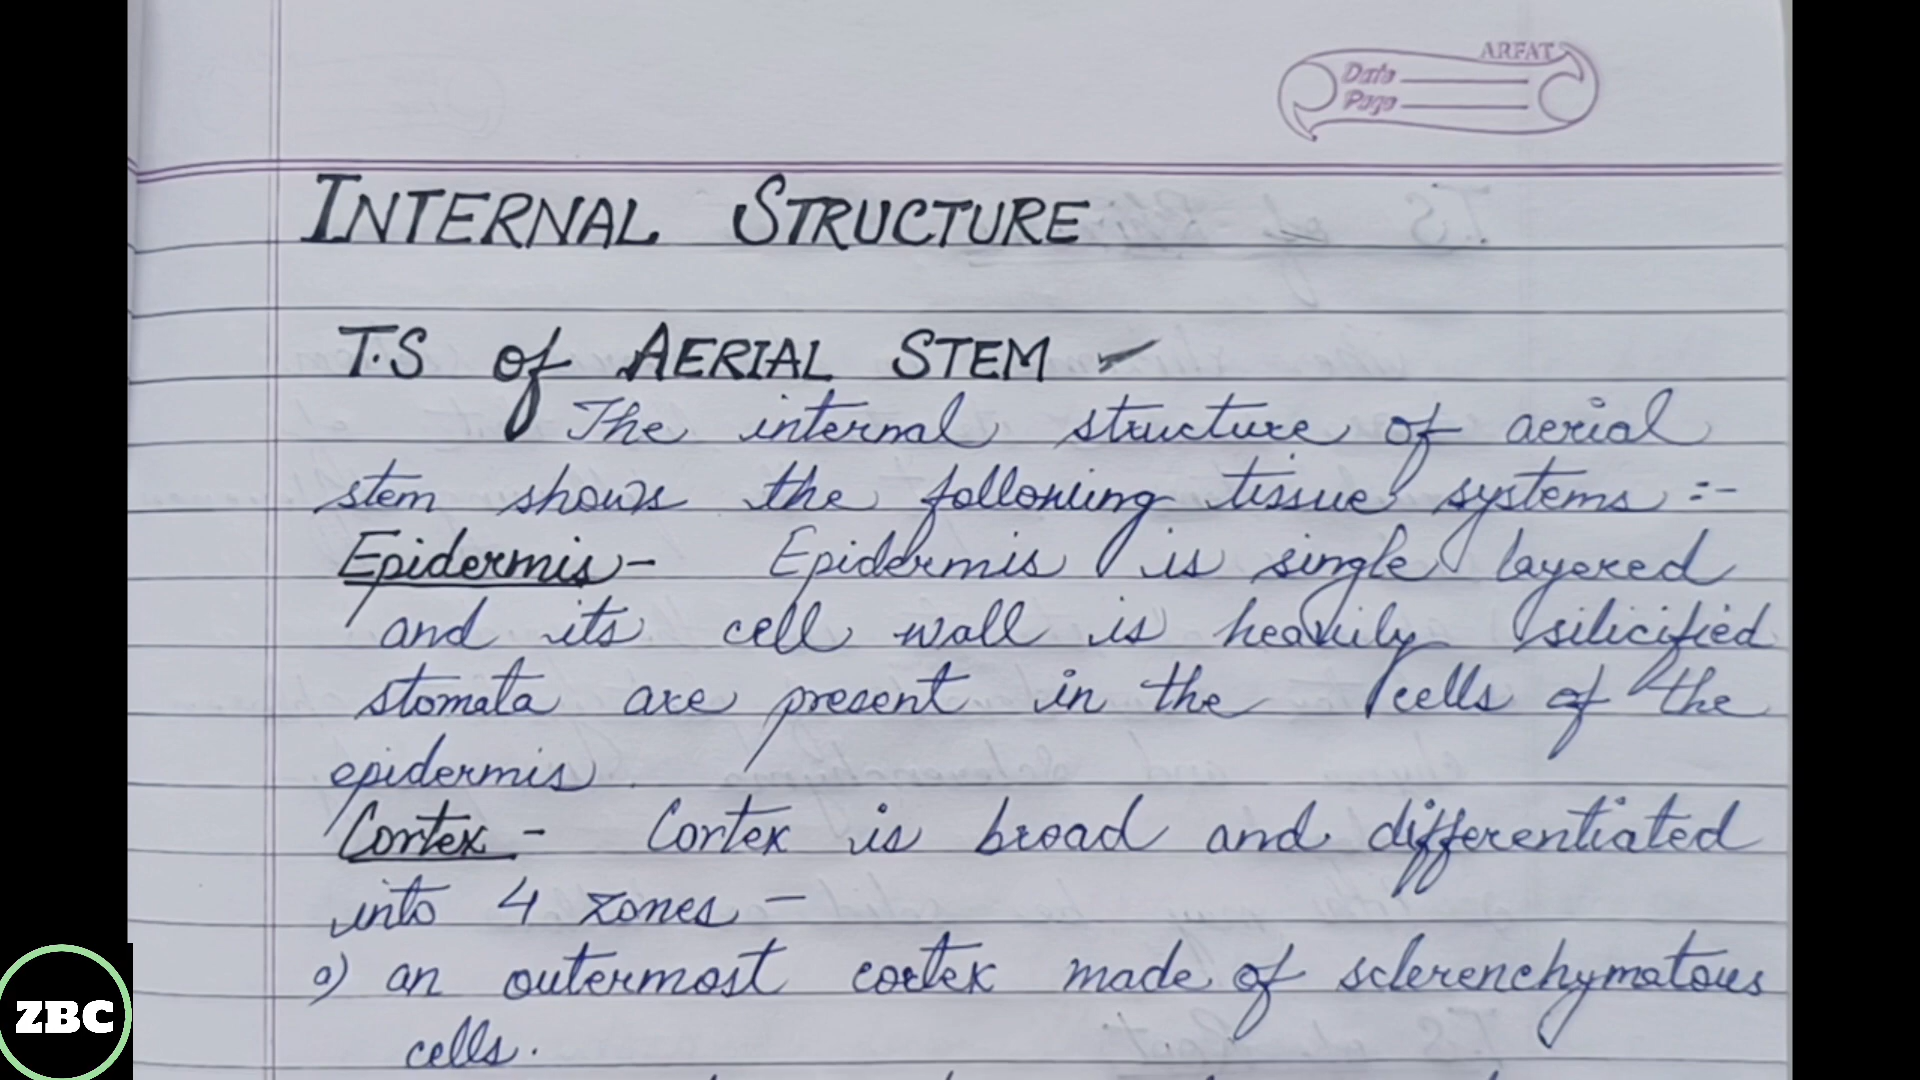 ARFAT
Date
Page
INTERNAL STRUCTURE
T.S of AERIAL STEM -
The internal structure of aerial
stem shows the following tissue systems :-
Epidermis - Epidermis is single layered
and its cell wall is heavily silicified
stomata are present in the cells of the
epidermis.
Cortex - Cortex is broad and differentiated
into 4 zones -
a) an outermost cortex made of sclerenchymatous
cells.
ZBC